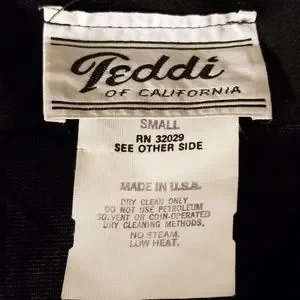 Teddi
OF CALIFORNIA
SMALL
RN 32029
SEE OTHER SIDE
MADE IN U.S.A.
DRY CLEAN ONLY
DO NOT USE PETROLEUM
SOLVENT OR COIN-OPERATED
DRY CLEANING METHODS.
NO STEAM.
LOW HEAT.